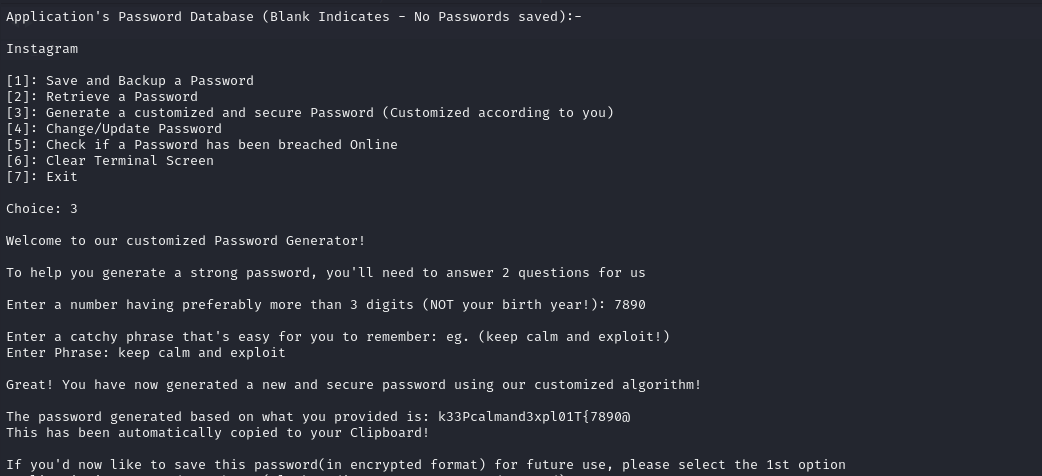 Application's Password Database (Blank Indicates - No Passwords saved):-
Instagram
[1]: Save and Backup a Password
[2]: Retrieve a Password
[3]: Generate a customized and secure Password (Customized according to you)
[4]: Change/Update Password
[5]: Check if a Password has been breached Online
[6]: Clear Terminal Screen
[7]: Exit
Choice: 3
Welcome to our customized Password Generator!
To help you generate a strong password, you'll need to answer 2 questions for us
Enter a number having preferably more than 3 digits (NOT your birth year!): 7890
Enter a catchy phrase that's easy for you to remember: eg. (keep calm and exploit!)
Enter Phrase: keep calm and exploit
Great! You have now generated a new and secure password using our customized algorithm!
The password generated based on what you provided is: k33Pcalmand3xpl01T{7890@
This has been automatically copied to your Clipboard!
If you'd now like to save this password(in encrypted format) for future use, please select the 1st option